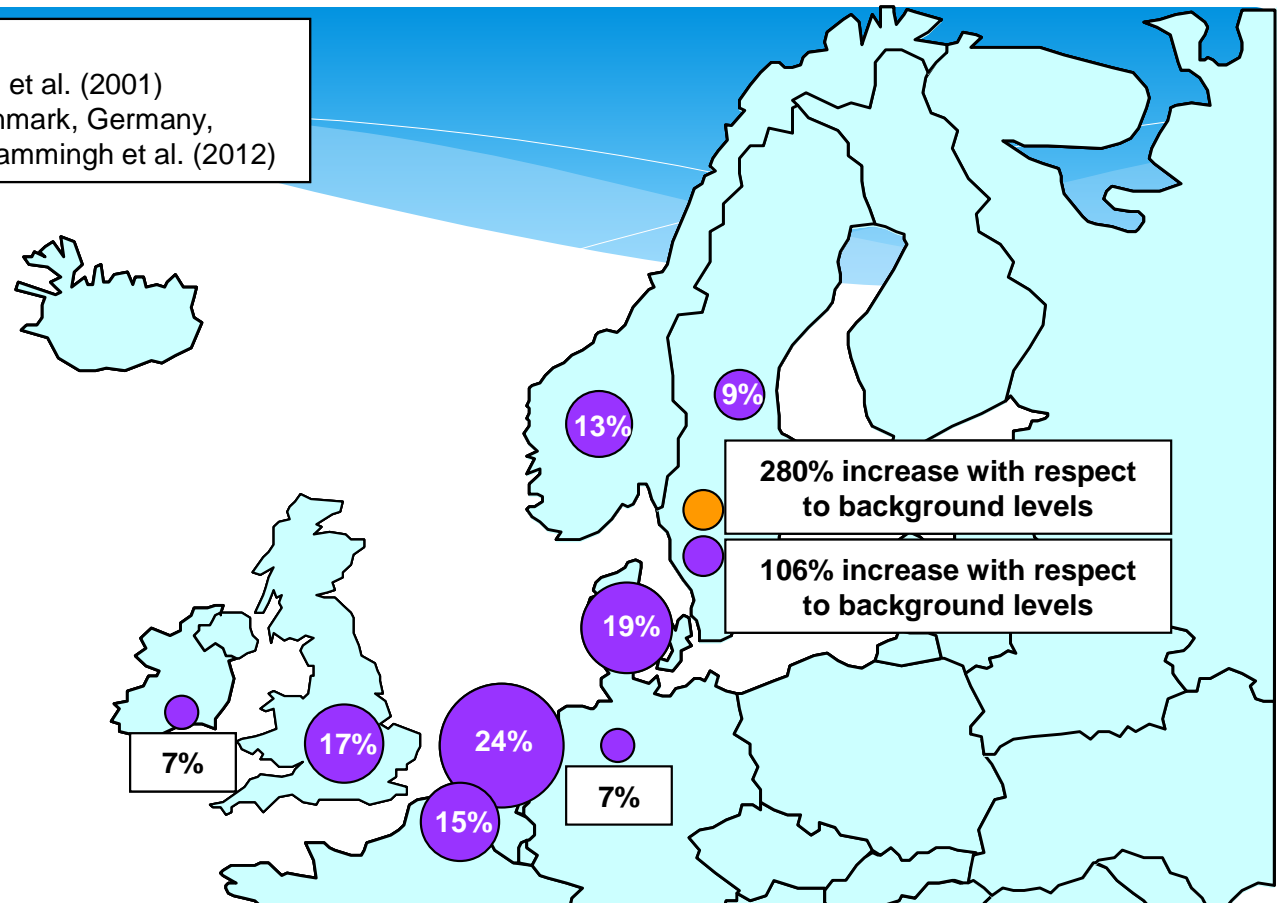 et al. (2001)
nmark, Germany,
ammingh et al. (2012)
9%
13%
280% increase with respect
to background levels
106% increase with respect
to background levels
19%
7%
17%
24%
7%
15%